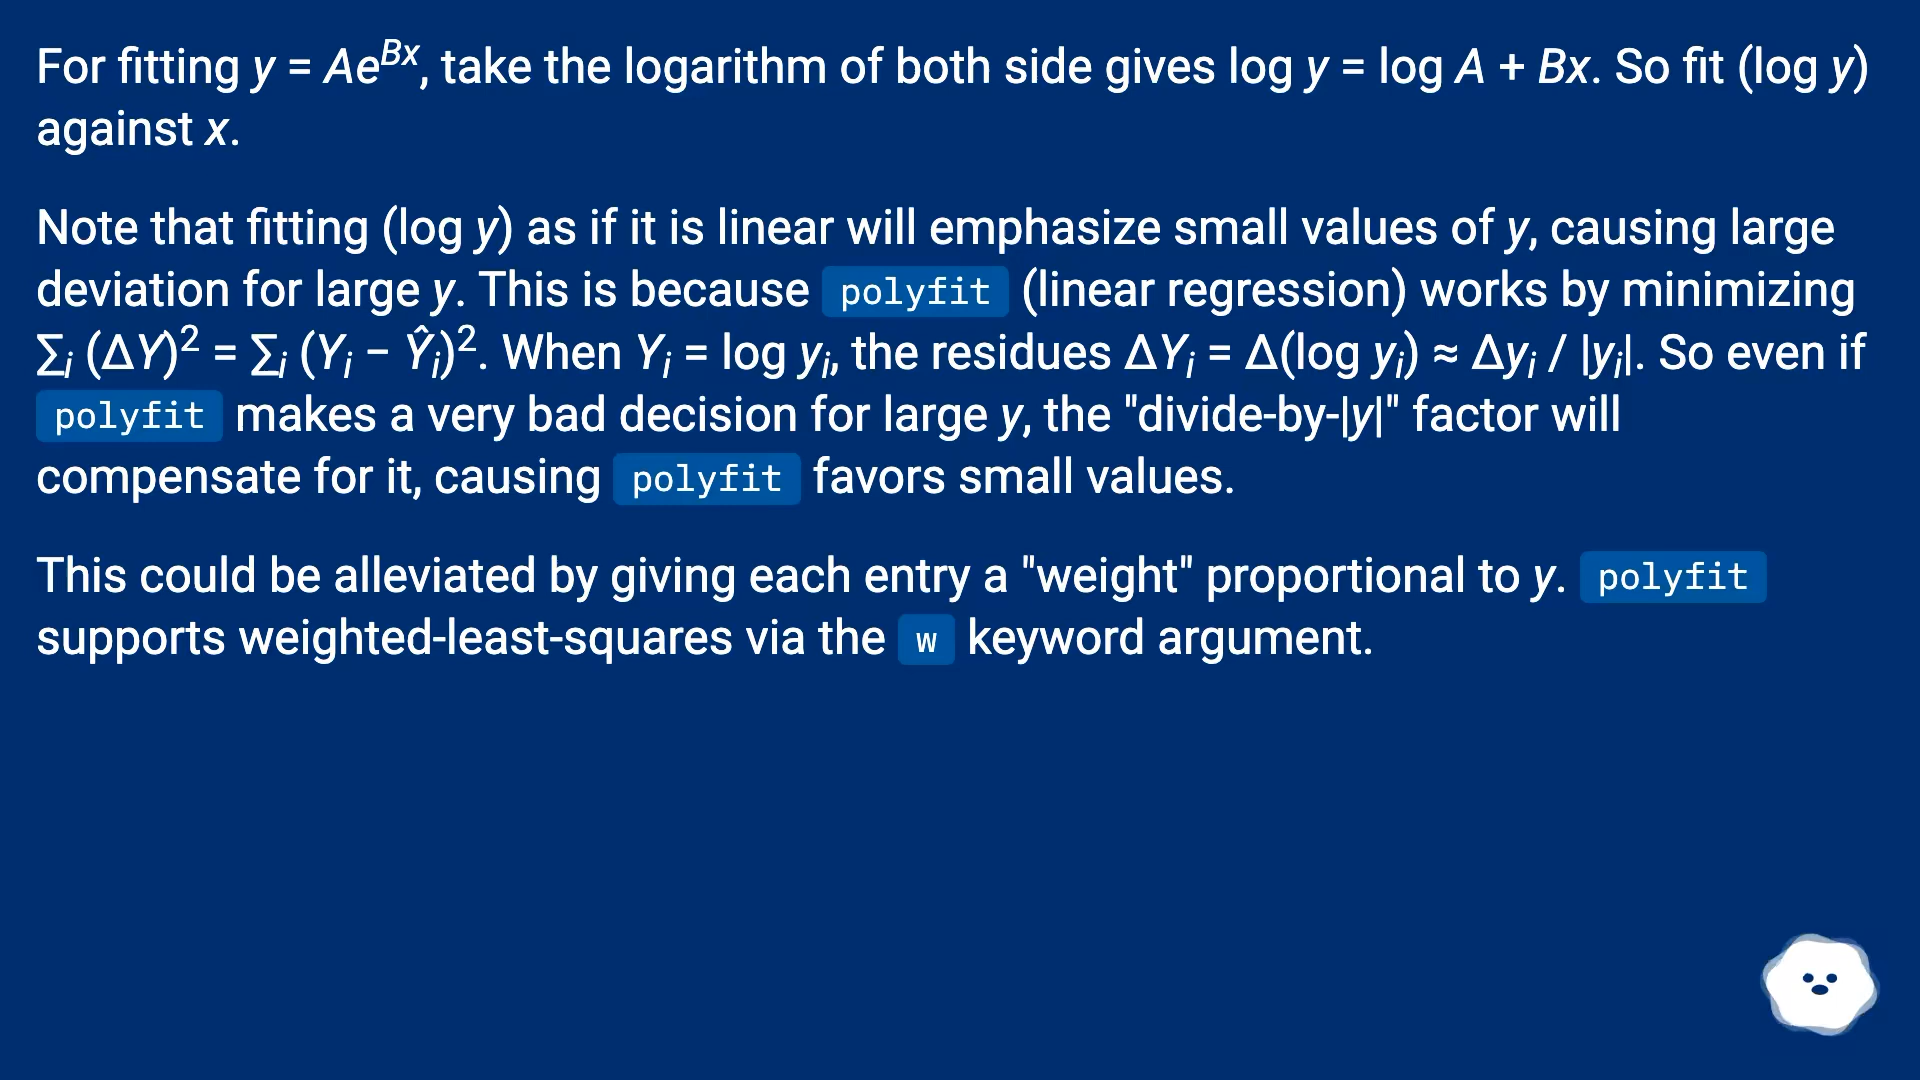 For fitting y = Ae^Bx, take the logarithm of both side gives log y = log A + Bx. So fit (log y)
against x.
Note that fitting (log y) as if it is linear will emphasize small values of y, causing large
deviation for large y. This is because polyfit (linear regression) works by minimizing
∑i (ΔY)² = ∑i (Yi − Ŷi)². When Yi = log yi, the residues ΔYi = Δ(log yi) ≈ Δyi / |yi|. So even if
polyfit makes a very bad decision for large y, the "divide-by-|y|" factor will
compensate for it, causing polyfit favors small values.
This could be alleviated by giving each entry a "weight" proportional to y. polyfit
supports weighted-least-squares via the w keyword argument.